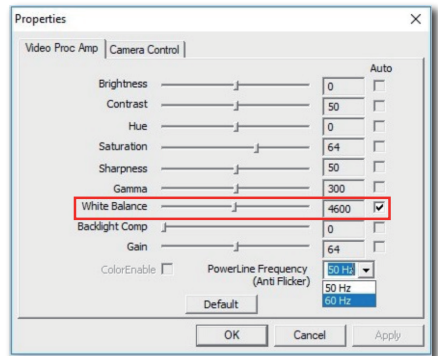 Properties
Video Proc Amp Camera Control
Auto
Brightness 0
Contrast 50
Hue 0
Saturation 64
Sharpness 50
Gamma 300
White Balance 4600
Backlight Comp 0
Gain 64
ColorEnable PowerLine Frequency 50 Hz
(Anti Flicker) 50 Hz
60 Hz
Default
OK Cancel Apply